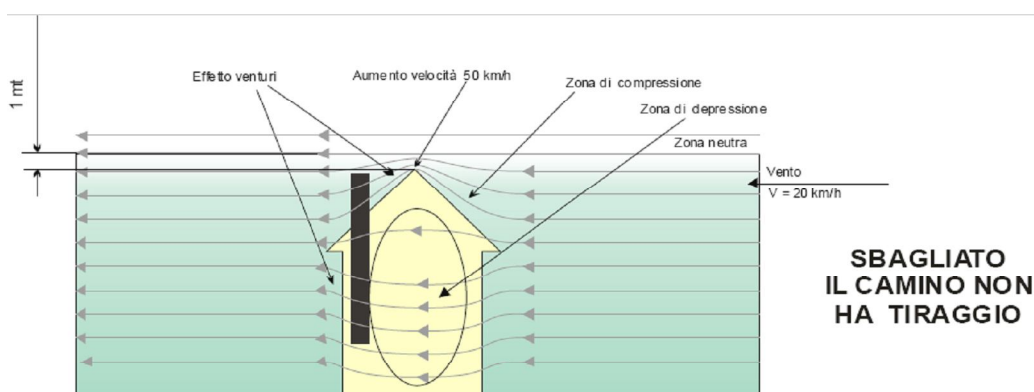 1 mt
Effetto venturi
Aumento velocità 50 km/h
Zona di compressione
Zona di depressione
Zona neutra
Vento
V = 20 km/h
SBAGLIATO
IL CAMINO NON
HA TIRAGGIO